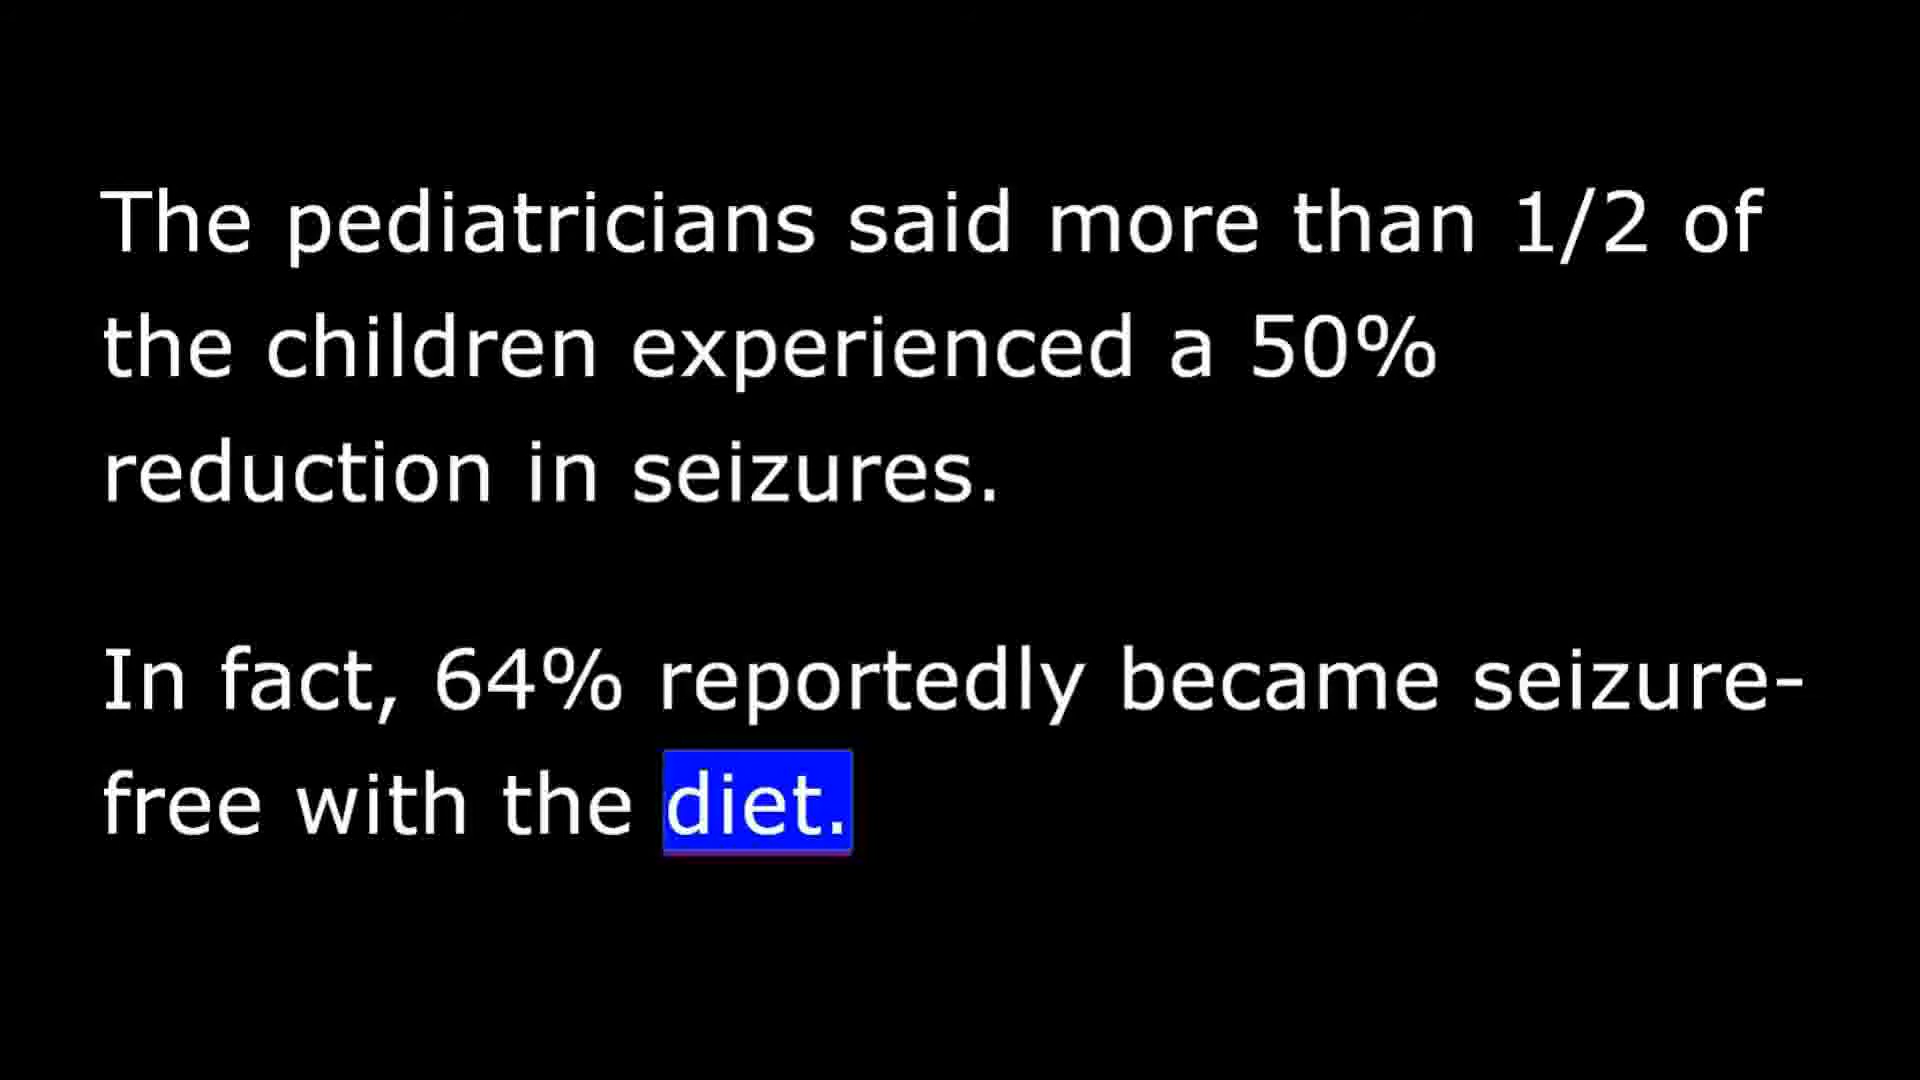 The pediatricians said more than 1/2 of
the children experienced a 50%
reduction in seizures.
In fact, 64% reportedly became seizure-
free with the diet.